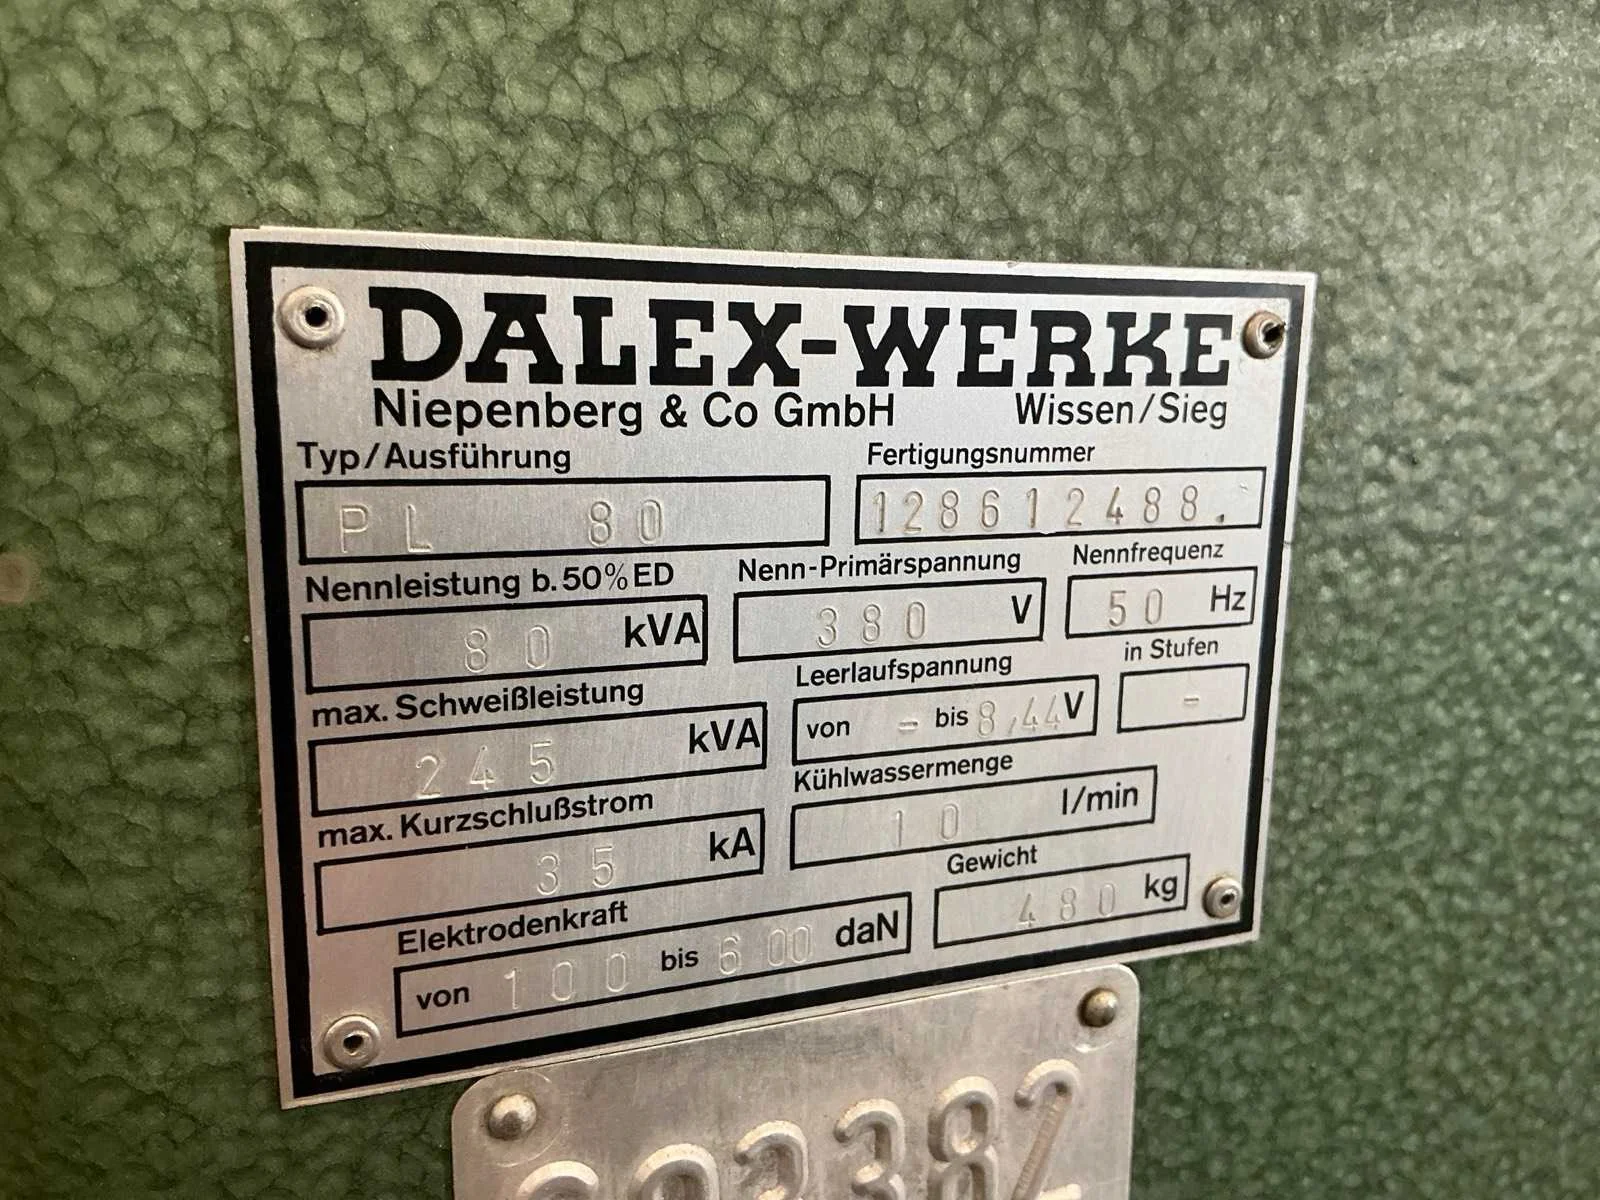 DALEX-WERKE
Niepenberg & Co GmbH Wissen/Sieg
Typ/Ausführung Fertigungsnummer
PL 80 128612488.
Nennleistung b. 50% ED Nenn-Primärspannung Nennfrequenz
80 kVA 380 V 50 Hz
max. Schweißleistung Leerlaufspannung in Stufen
245 kVA von - bis 8,44 V -
max. Kurzschlußstrom Kühlwassermenge
35 kA 10 l/min
Elektrodenkraft Gewicht
von 100 bis 600 daN 480 kg